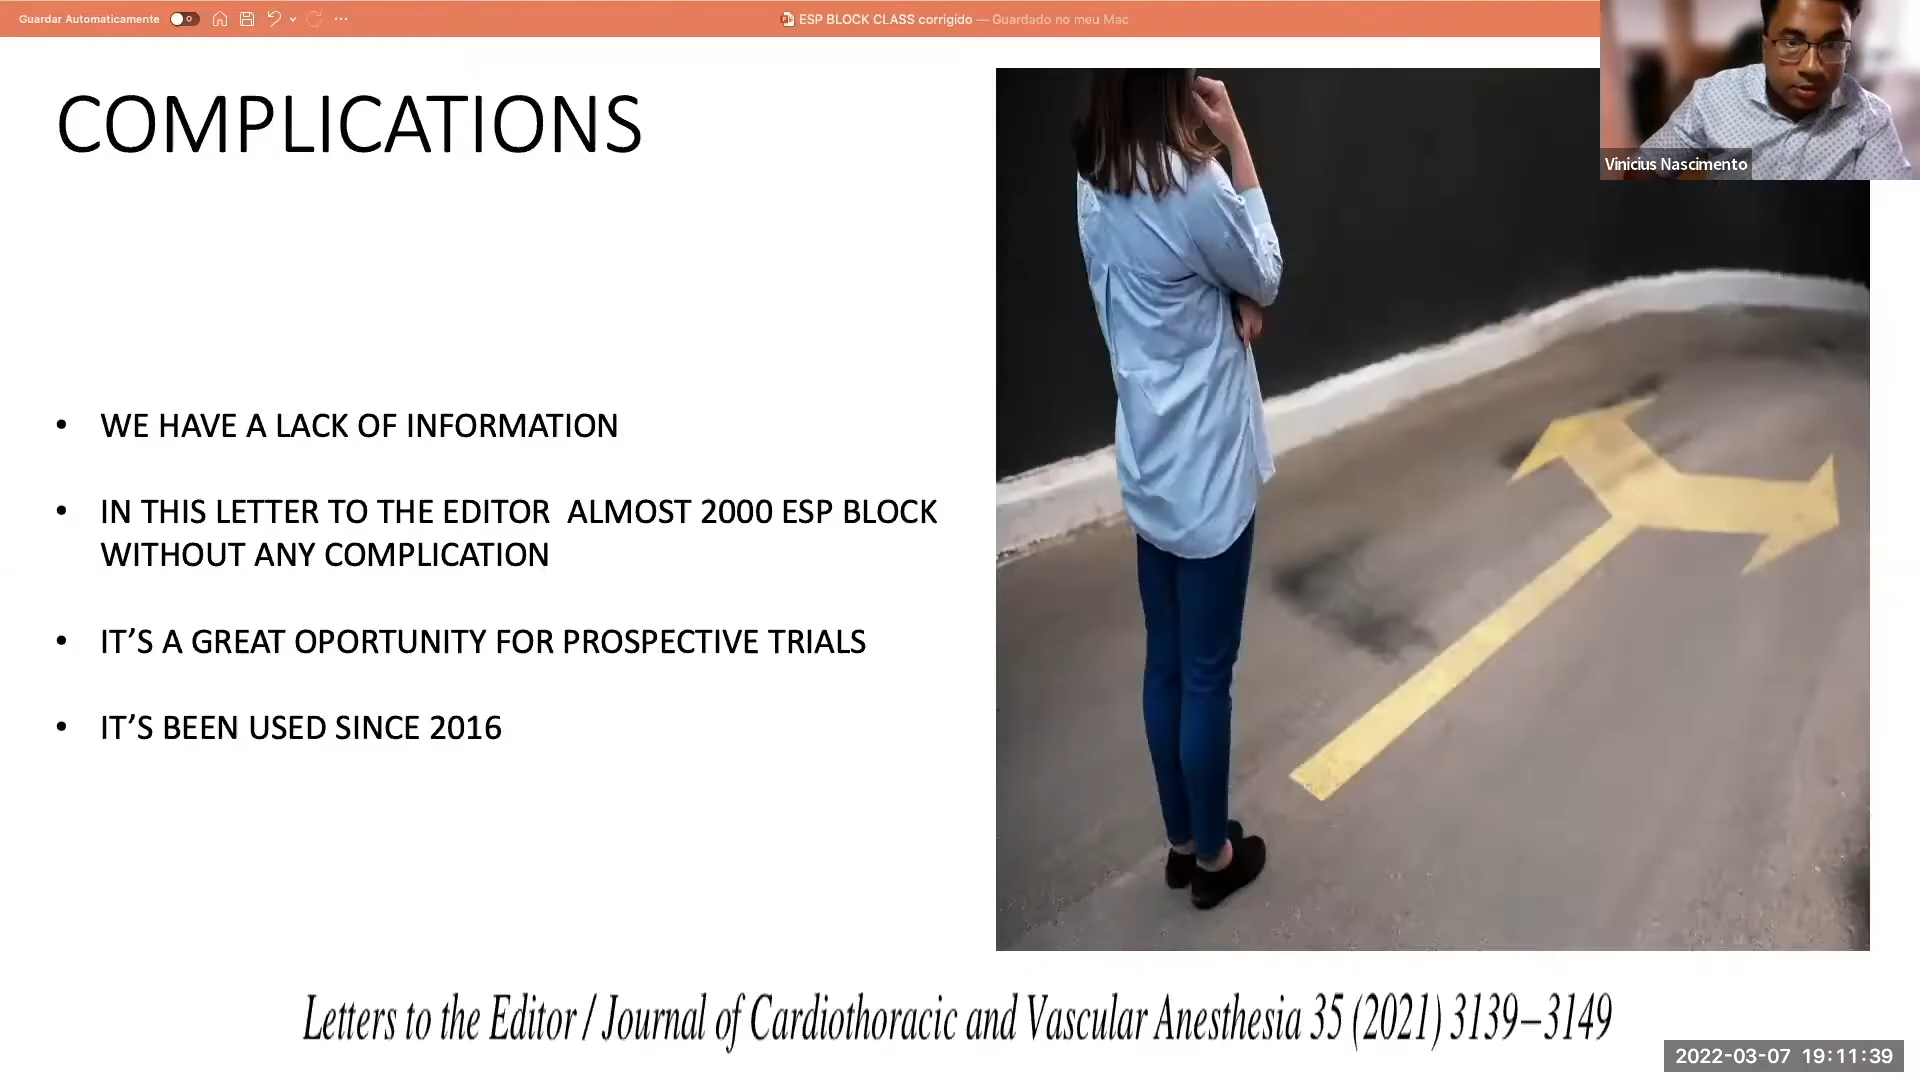 Guardar Automaticamente
ESP BLOCK CLASS corrigido — Guardado no meu Mac
Vinicius Nascimento
COMPLICATIONS
• WE HAVE A LACK OF INFORMATION
• IN THIS LETTER TO THE EDITOR ALMOST 2000 ESP BLOCK
WITHOUT ANY COMPLICATION
• IT’S A GREAT OPORTUNITY FOR PROSPECTIVE TRIALS
• IT’S BEEN USED SINCE 2016
Letters to the Editor / Journal of Cardiothoracic and Vascular Anesthesia 35 (2021) 3139–3149
2022-03-07 19:11:39